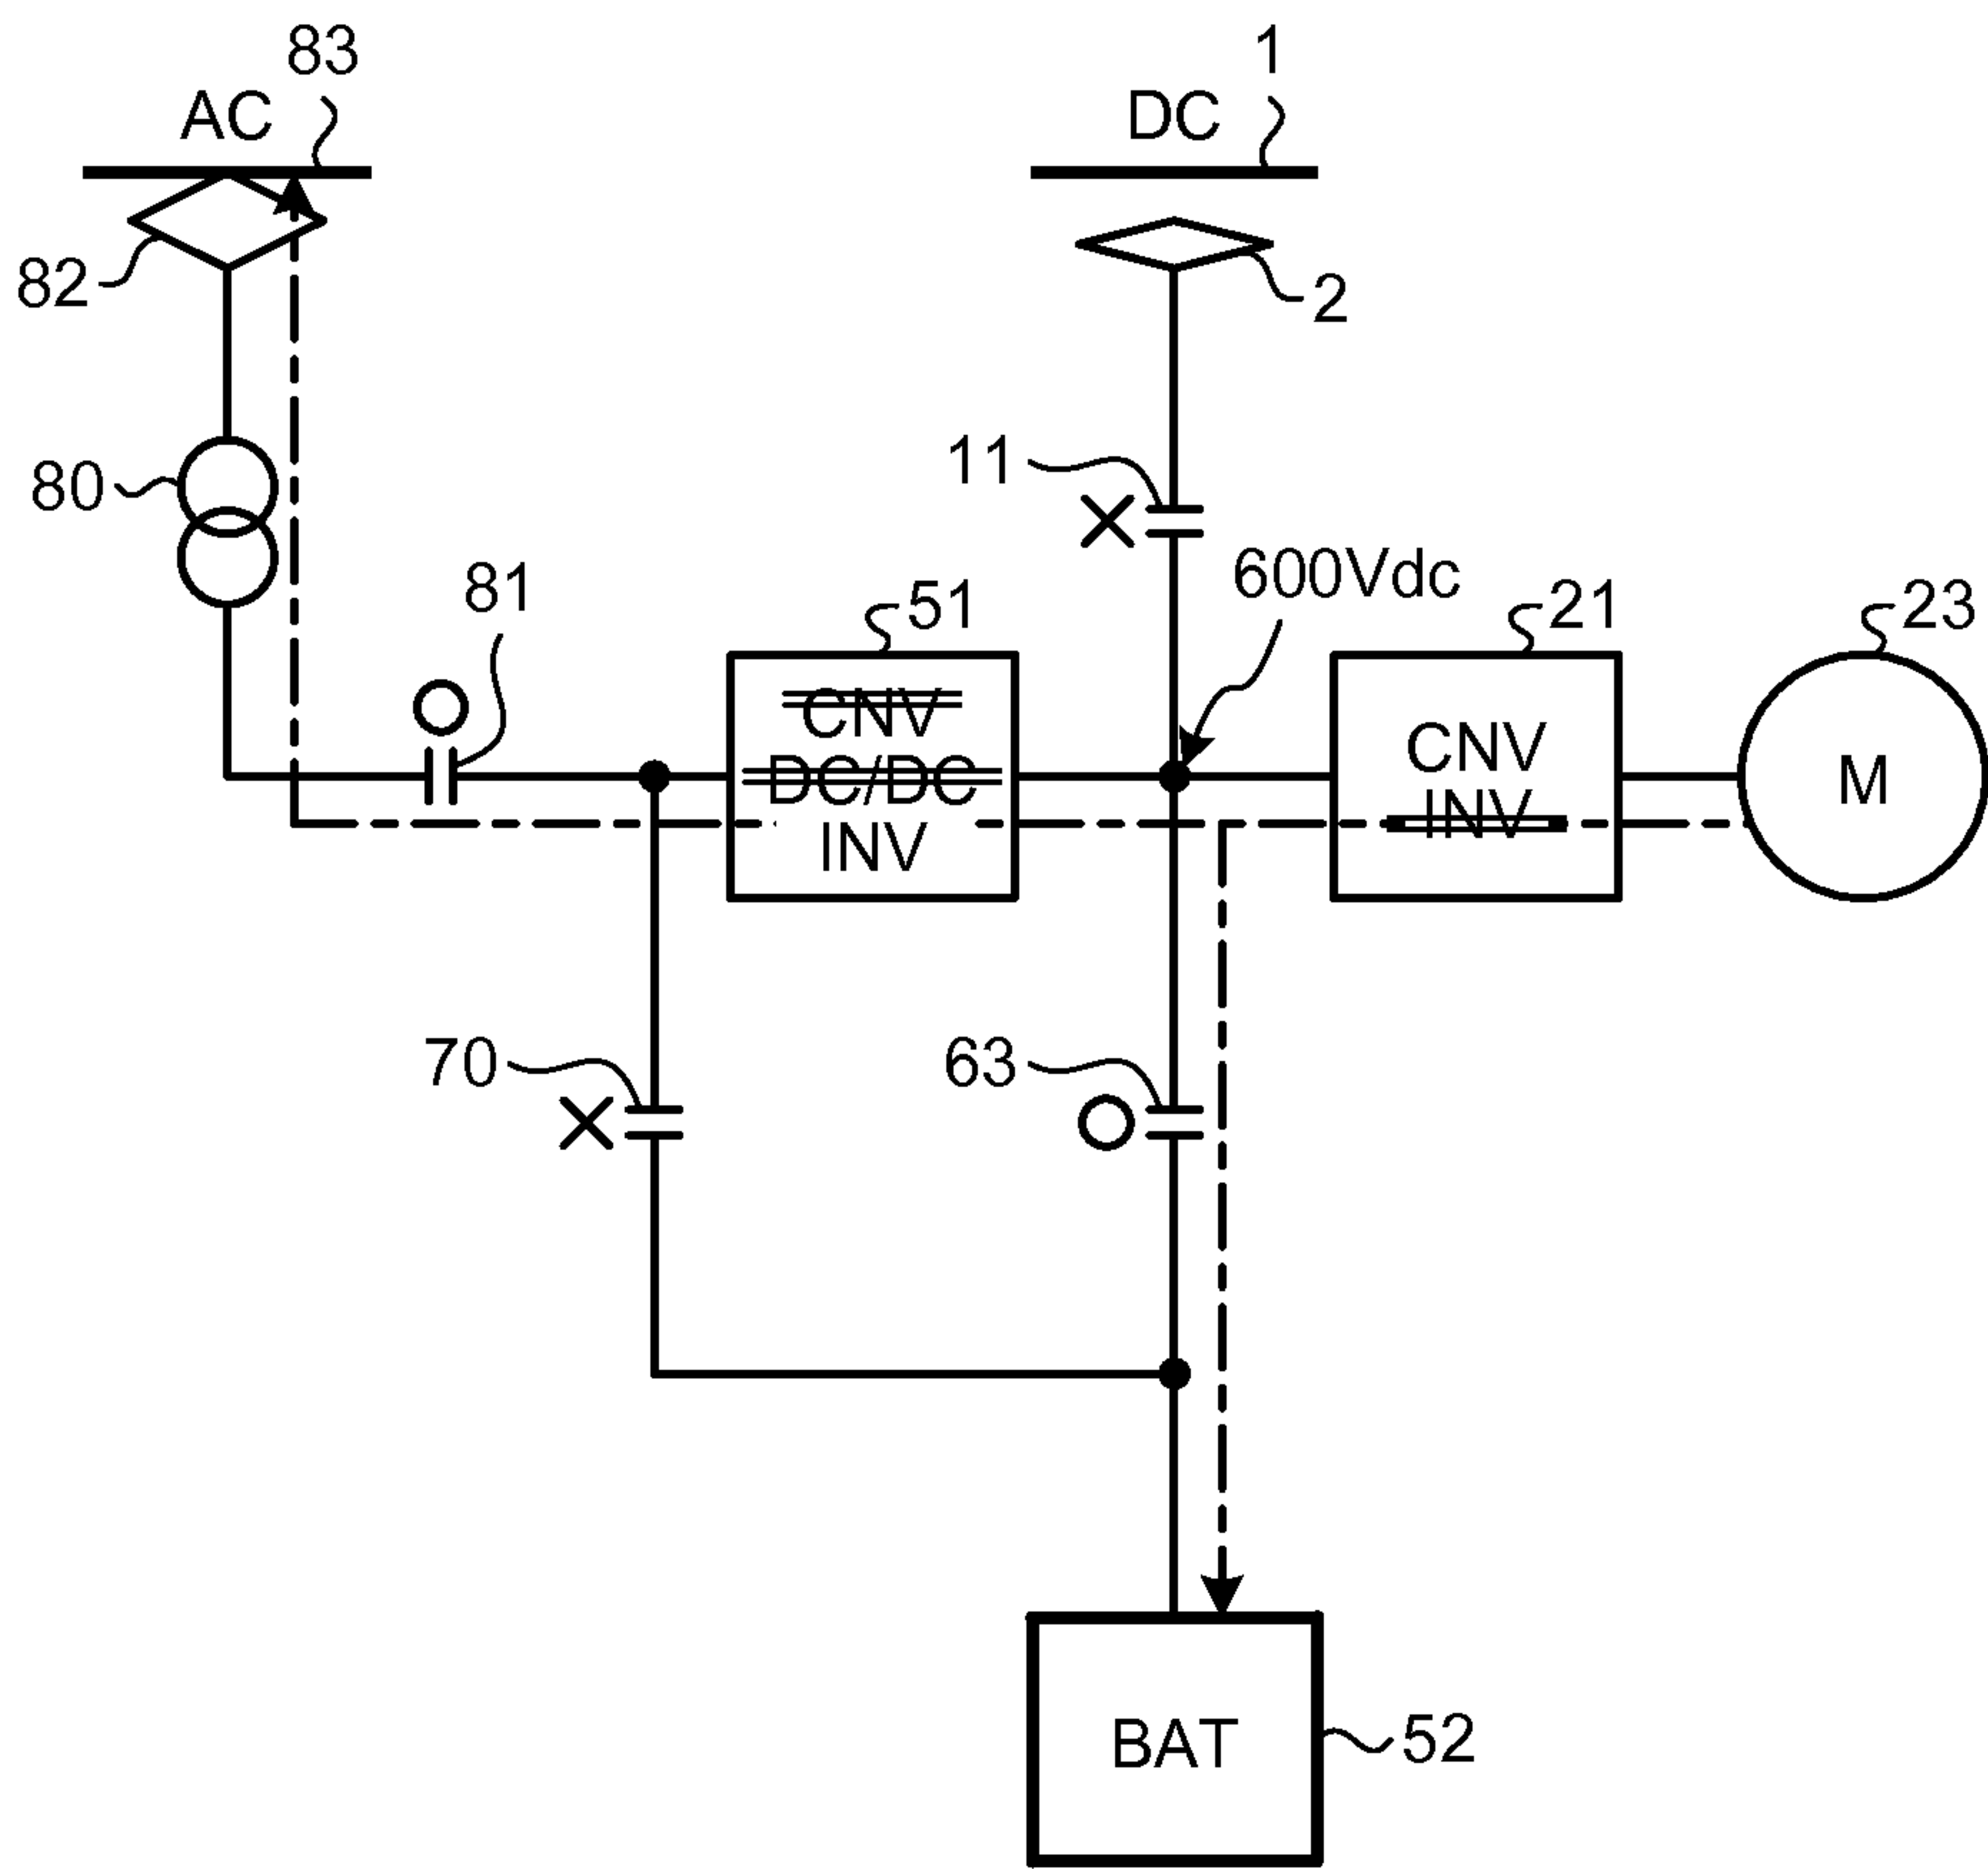 83
AC
1
DC
82
2
80
11
81
600Vdc
51
21
23
CNV
DC/DC
INV
CNV
INV
M
70
63
BAT
52